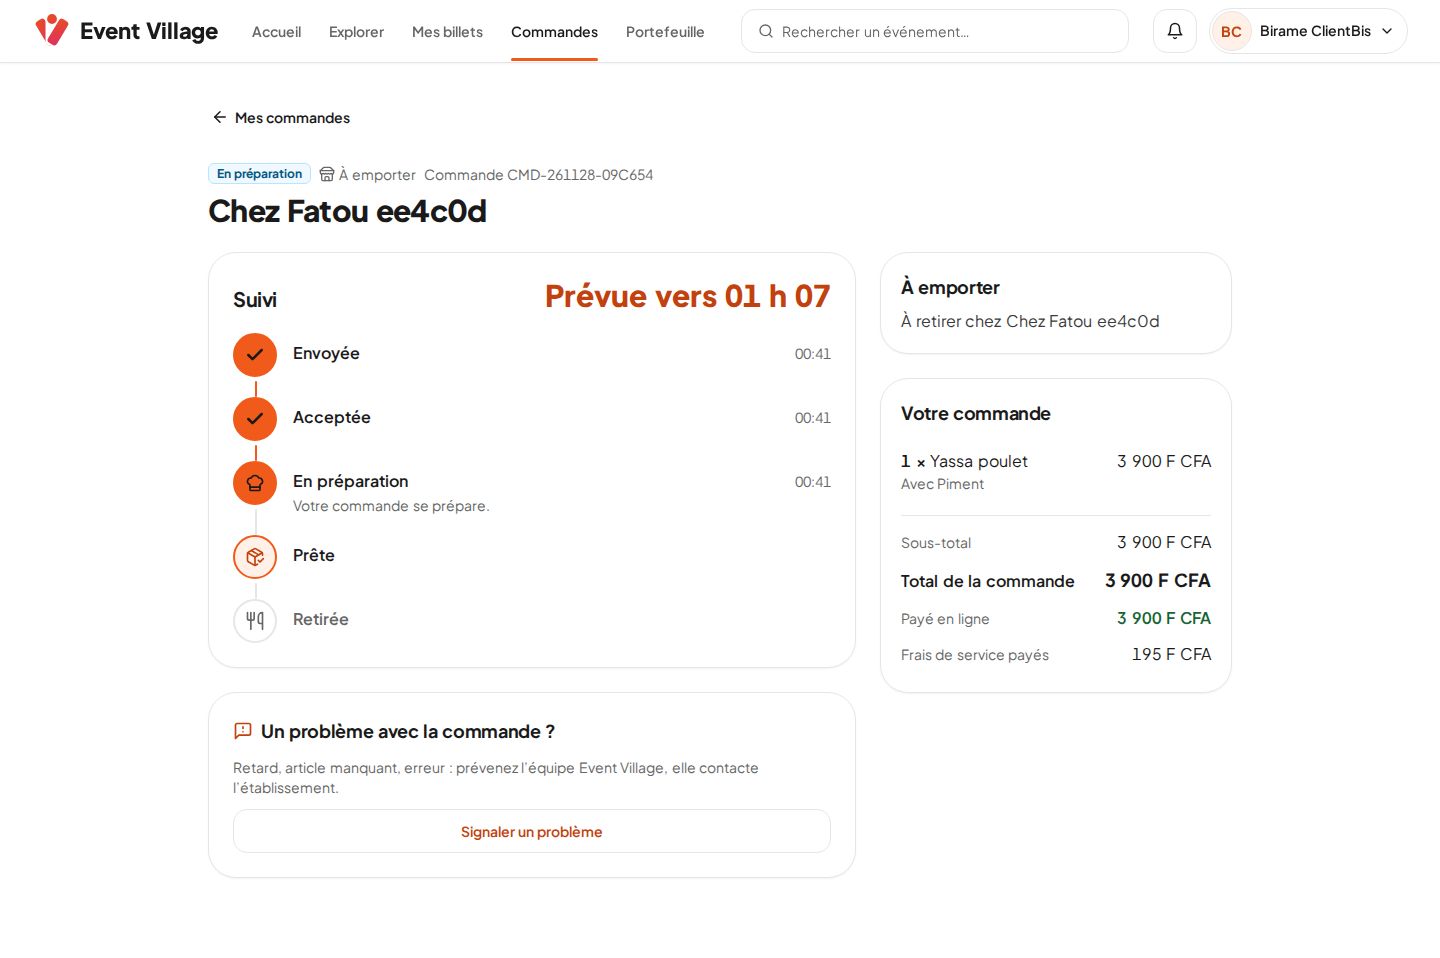 Event Village
Accueil
Explorer
Mes billets
Commandes
Portefeuille
Rechercher un événement…
BC
Birame ClientBis
Mes commandes
En préparation
À emporter
Commande CMD-261128-09C654
Chez Fatou ee4c0d
Suivi
Prévue vers 01 h 07
Envoyée
00:41
Acceptée
00:41
En préparation
00:41
Votre commande se prépare.
Prête
Retirée
Un problème avec la commande ?
Retard, article manquant, erreur : prévenez l’équipe Event Village, elle contacte
l’établissement.
Signaler un problème
À emporter
À retirer chez Chez Fatou ee4c0d
Votre commande
1 × Yassa poulet
3 900 F CFA
Avec Piment
Sous-total
3 900 F CFA
Total de la commande
3 900 F CFA
Payé en ligne
3 900 F CFA
Frais de service payés
195 F CFA